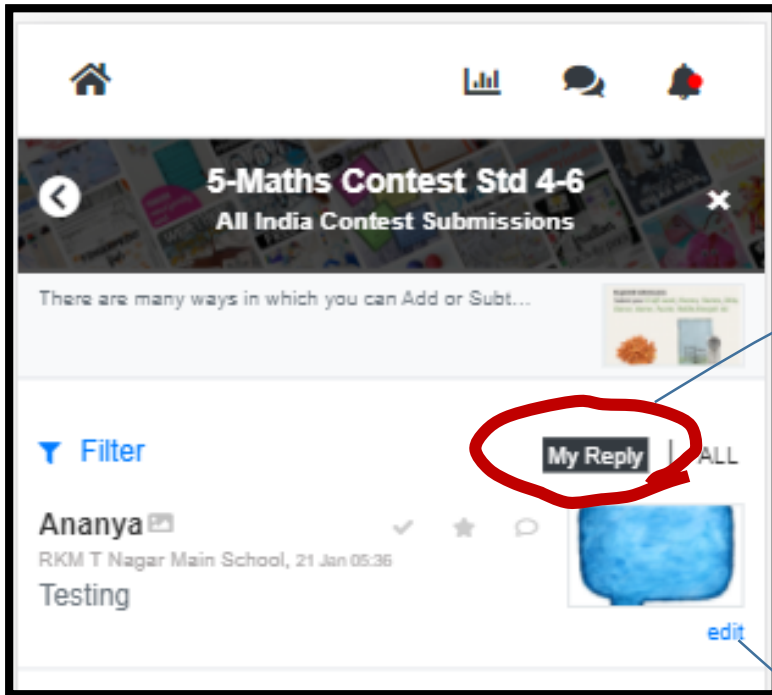 5-Maths Contest Std 4-6
All India Contest Submissions
There are many ways in which you can Add or Subt...
Filter
My Reply | ALL
Ananya
RKM T Nagar Main School, 21 Jan 05:36
Testing
edit